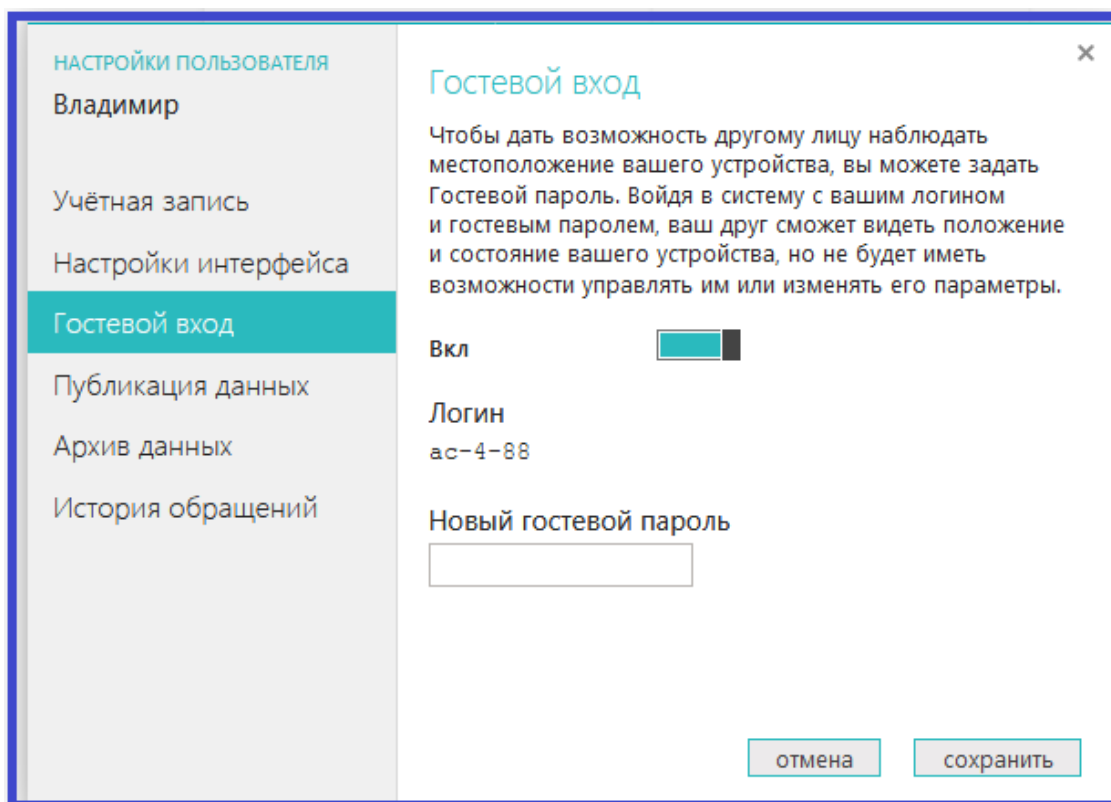 НАСТРОЙКИ ПОЛЬЗОВАТЕЛЯ
Владимир
Учётная запись
Настройки интерфейса
Гостевой вход
Публикация данных
Архив данных
История обращений
×
Гостевой вход
Чтобы дать возможность другому лицу наблюдать
местоположение вашего устройства, вы можете задать
Гостевой пароль. Войдя в систему с вашим логином
и гостевым паролем, ваш друг сможет видеть положение
и состояние вашего устройства, но не будет иметь
возможности управлять им или изменять его параметры.
Вкл
Логин
ac-4-88
Новый гостевой пароль
отмена сохранить